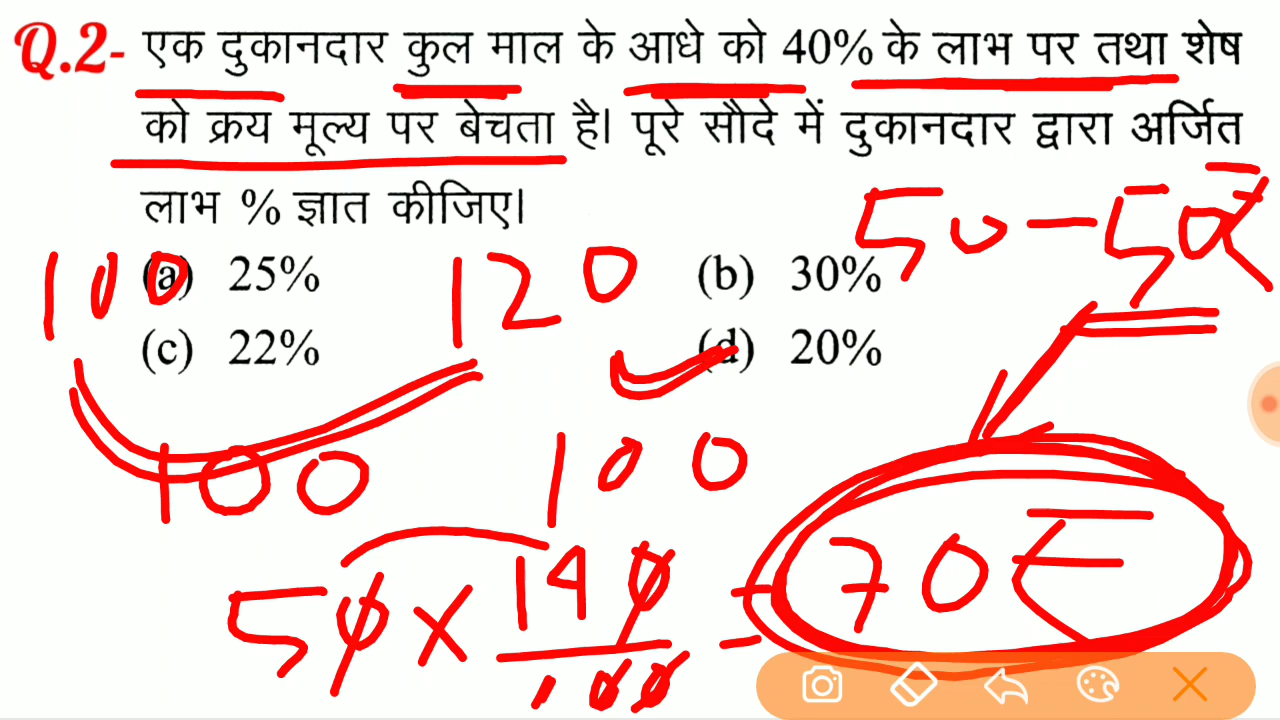 Q.2- एक दुकानदार कुल माल के आधे को 40% के लाभ पर तथा शेष
को क्रय मूल्य पर बेचता है। पूरे सौदे में दुकानदार द्वारा अर्जित
लाभ % ज्ञात कीजिए।
50-50₹
(a) 25% (b) 30%
100 120
(c) 22% (d) 20%
100 100
50 × 140/100 = 70₹